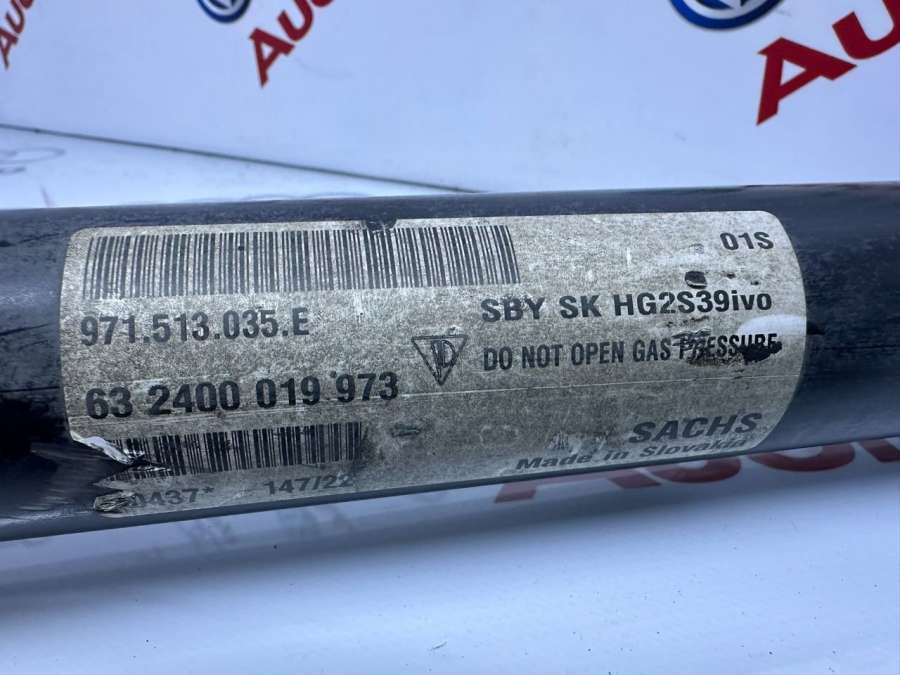 01S
971.513.035.E
SBY SK HG2S39ivo
DO NOT OPEN GAS PRESSURE
63 2400 019 973
SACHS
Made in Slovakia
0437* 147/22